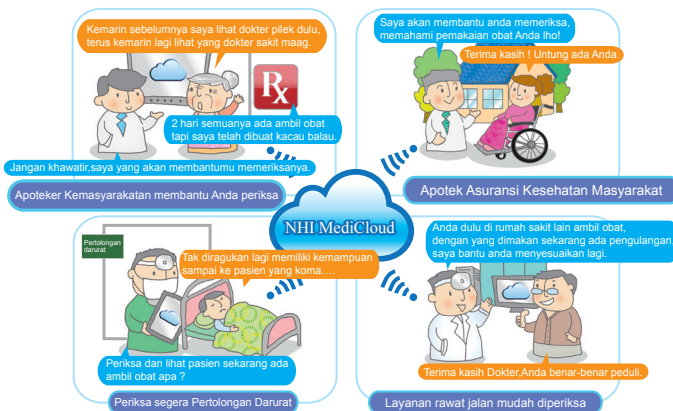 Kemarin sebelumnya saya lihat dokter pilek dulu,
terus kemarin lagi lihat yang dokter sakit maag.
Rx
2 hari semuanya ada ambil obat
tapi saya telah dibuat kacau balau.
Jangan khawatir,saya yang akan membantumu memeriksanya.
Apoteker Kemasyarakatan membantu Anda periksa
Saya akan membantu anda memeriksa,
memahami pemakaian obat Anda lho!
Terima kasih ! Untung ada Anda.
Apotek Asuransi Kesehatan Masyarakat
NHI MediCloud
Pertolongan
darurat
Tak diragukan lagi memiliki kemampuan
sampai ke pasien yang koma….
Periksa dan lihat pasien sekarang ada
ambil obat apa ?
Periksa segera Pertolongan Darurat
Anda dulu di rumah sakit lain ambil obat,
dengan yang dimakan sekarang ada pengulangan,
saya bantu anda menyesuaikan lagi.
Terima kasih Dokter,Anda benar-benar peduli.
Layanan rawat jalan mudah diperiksa